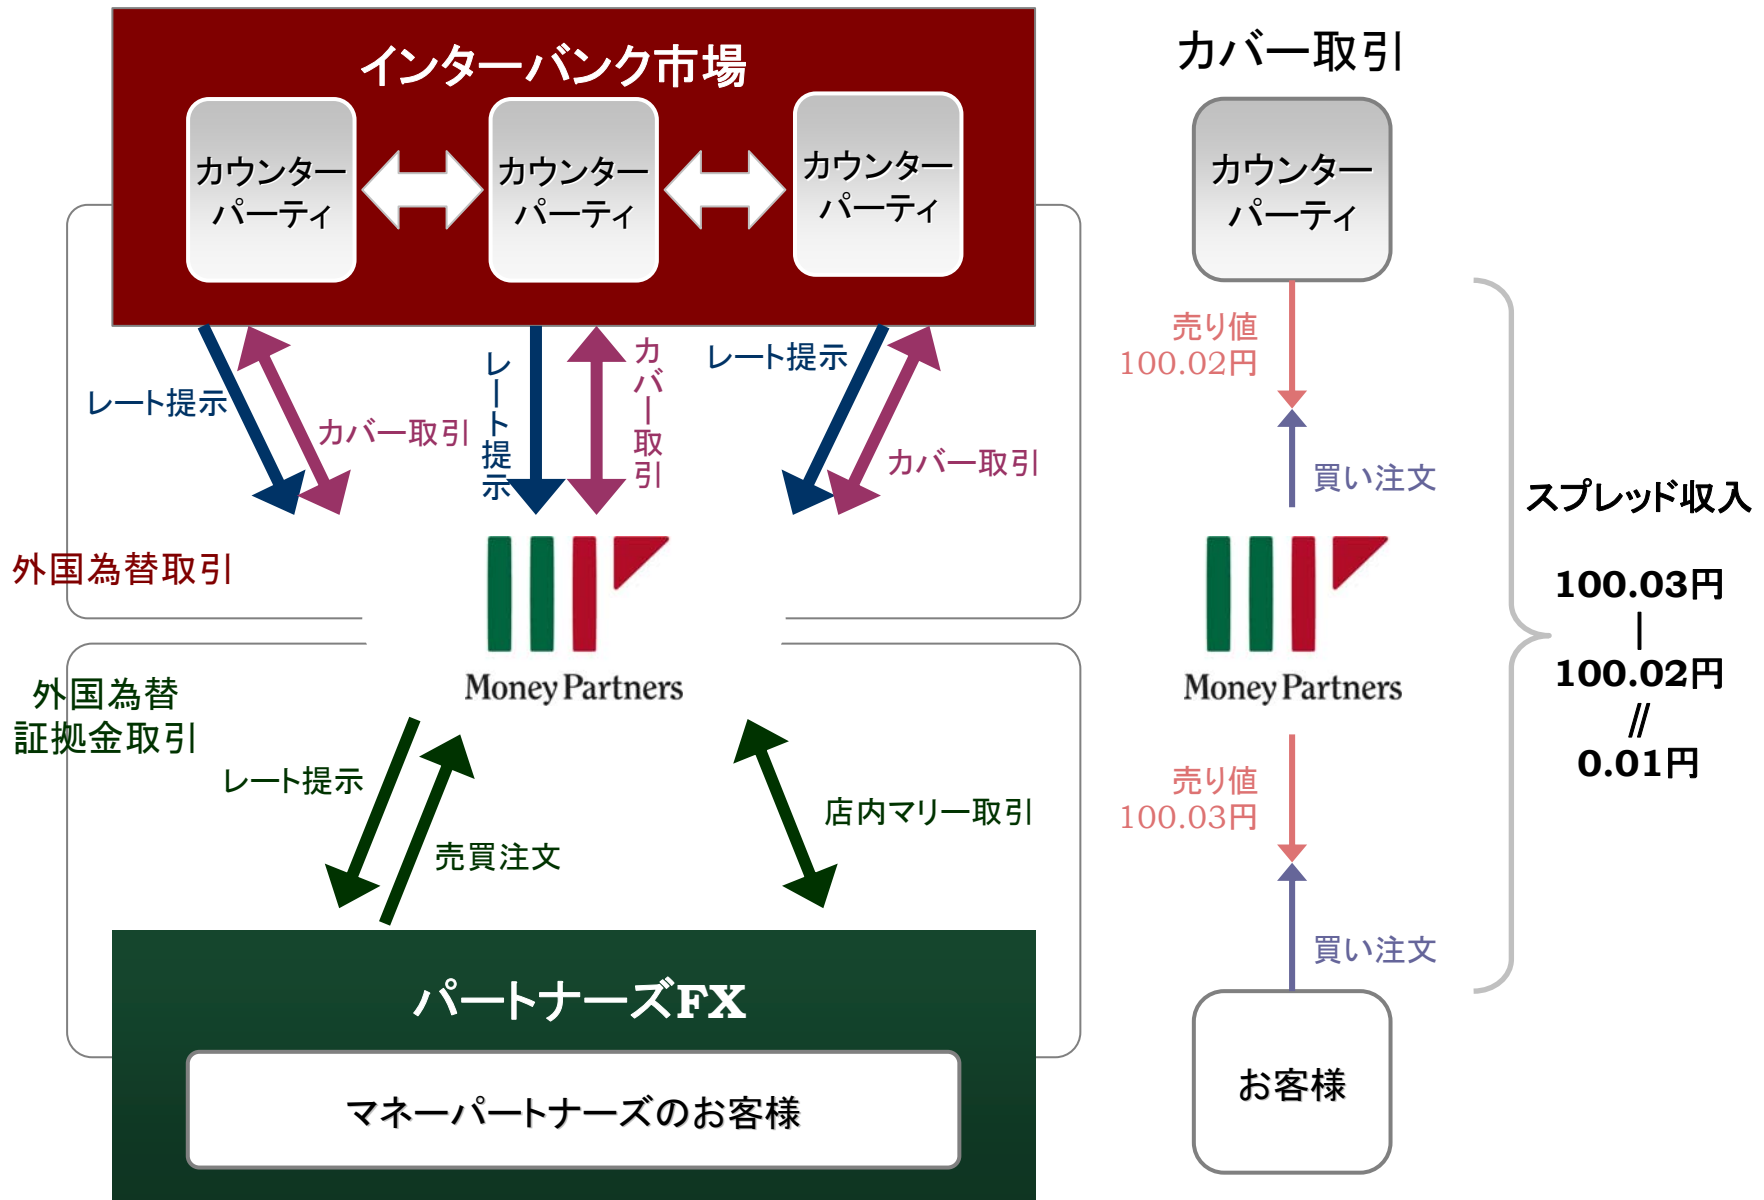 インターバンク市場
カウンター
パーティ
カウンター
パーティ
カウンター
パーティ
レート提示
カバー取引
レート提示
カバー取引
レート提示
カバー取引
外国為替取引
Money Partners
外国為替
証拠金取引
レート提示
売買注文
店内マリー取引
パートナーズFX
マネーパートナーズのお客様
カバー取引
カウンター
パーティ
売り値
100.02円
買い注文
Money Partners
売り値
100.03円
買い注文
お客様
スプレッド収入
100.03円
|
100.02円
//
0.01円